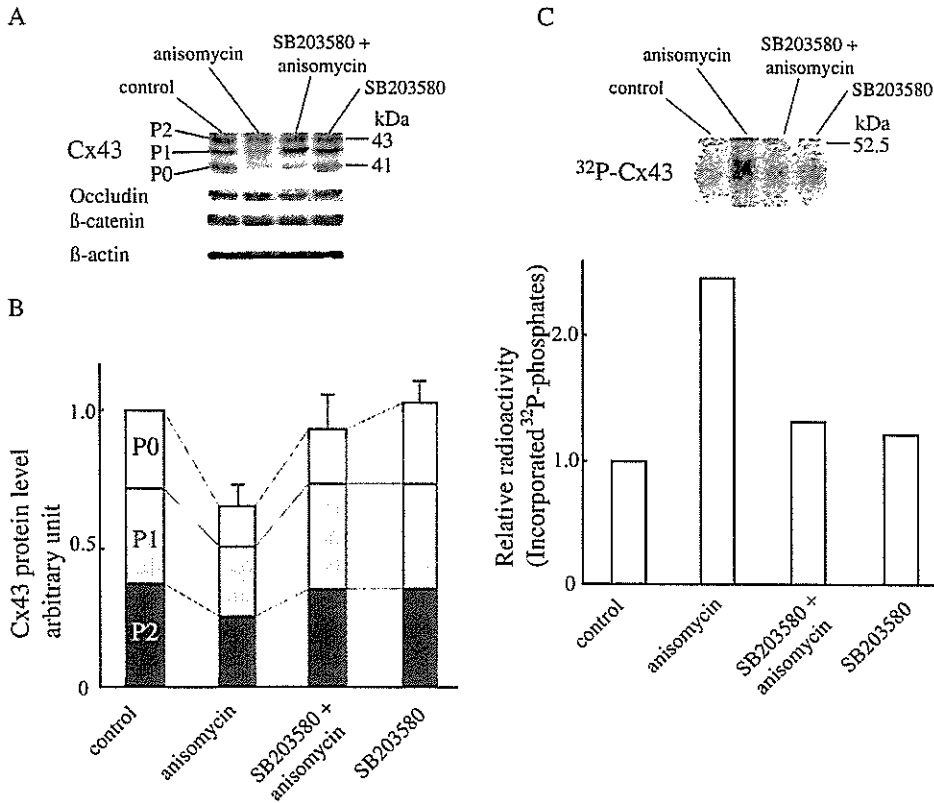 A
anisomycin
SB203580 +
anisomycin
control
SB203580
kDa
P2
43
Cx43
P1
P0
41
Occludin
ß-catenin
ß-actin
B
Cx43 protein level
arbitrary unit
1.0
0.5
0
P0
P1
P2
control
anisomycin
SB203580 +
anisomycin
SB203580
C
anisomycin
SB203580 +
anisomycin
control
SB203580
kDa
52.5
³²P-Cx43
Relative radioactivity
(Incorporated ³²P-phosphates)
2.0
1.0
0
control
anisomycin
SB203580 +
anisomycin
SB203580